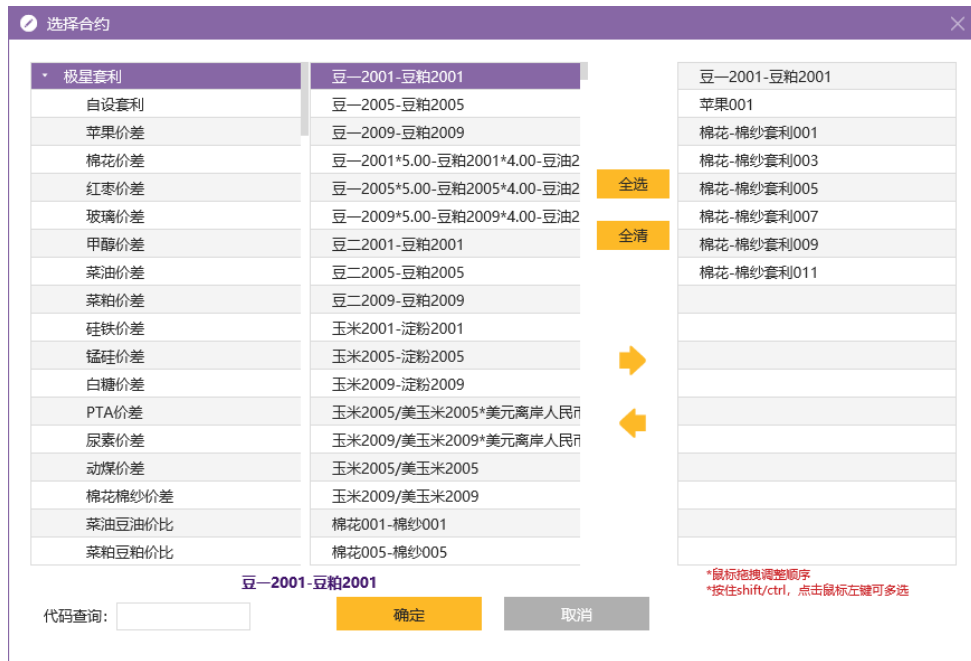 选择合约
极星套利
自设套利
苹果价差
棉花价差
红枣价差
玻璃价差
甲醇价差
菜油价差
菜粕价差
硅铁价差
锰硅价差
白糖价差
PTA价差
尿素价差
动煤价差
棉花棉纱价差
菜油豆油价比
菜粕豆粕价比
豆一2001-豆粕2001
豆一2005-豆粕2005
豆一2009-豆粕2009
豆一2001*5.00-豆粕2001*4.00-豆油2
豆一2005*5.00-豆粕2005*4.00-豆油2
豆一2009*5.00-豆粕2009*4.00-豆油2
豆二2001-豆粕2001
豆二2005-豆粕2005
豆二2009-豆粕2009
玉米2001-淀粉2001
玉米2005-淀粉2005
玉米2009-淀粉2009
玉米2005/美玉米2005*美元离岸人民币
玉米2009/美玉米2009*美元离岸人民币
玉米2005/美玉米2005
玉米2009/美玉米2009
棉花001-棉纱001
棉花005-棉纱005
全选
全清
豆一2001-豆粕2001
苹果001
棉花-棉纱套利001
棉花-棉纱套利003
棉花-棉纱套利005
棉花-棉纱套利007
棉花-棉纱套利009
棉花-棉纱套利011
豆一2001-豆粕2001
*鼠标拖拽调整顺序
*按住shift/ctrl，点击鼠标左键可多选
代码查询:
确定
取消